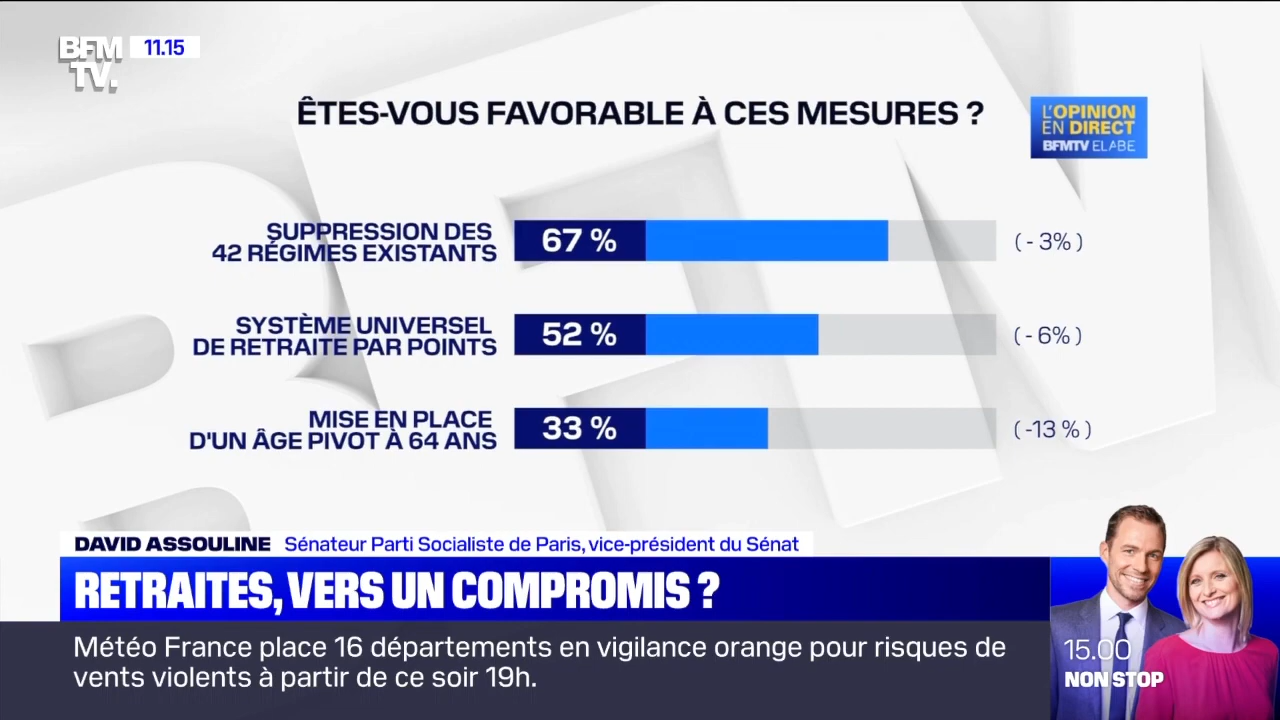 BFM
TV.
11.15
ÊTES-VOUS FAVORABLE À CES MESURES ?
L'OPINION
EN DIRECT
BFMTV ELABE
SUPPRESSION DES
42 RÉGIMES EXISTANTS
67 %
( - 3% )
SYSTÈME UNIVERSEL
DE RETRAITE PAR POINTS
52 %
( - 6% )
MISE EN PLACE
D'UN ÂGE PIVOT À 64 ANS
33 %
( -13 % )
DAVID ASSOULINE Sénateur Parti Socialiste de Paris, vice-président du Sénat
RETRAITES, VERS UN COMPROMIS ?
Météo France place 16 départements en vigilance orange pour risques de
vents violents à partir de ce soir 19h.
15.00
NON STOP